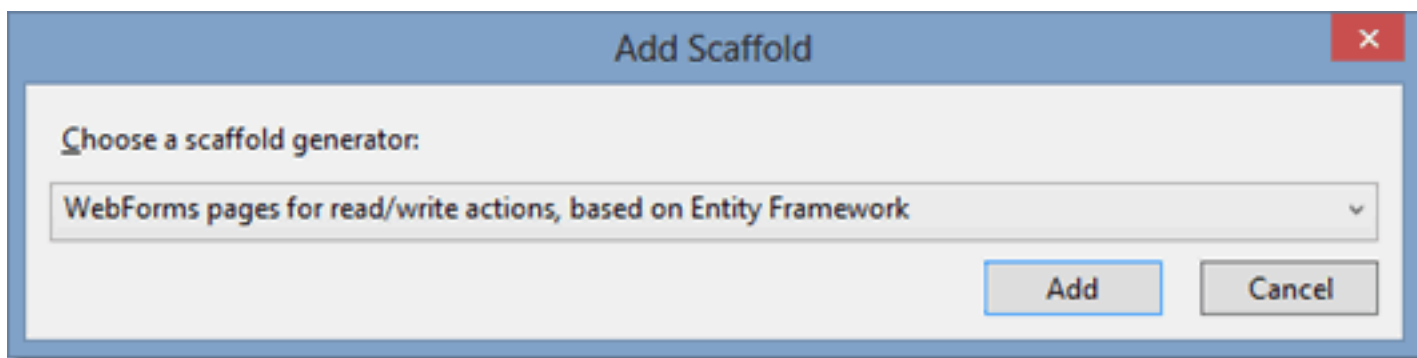 Add Scaffold
Choose a scaffold generator:
WebForms pages for read/write actions, based on Entity Framework
Add Cancel